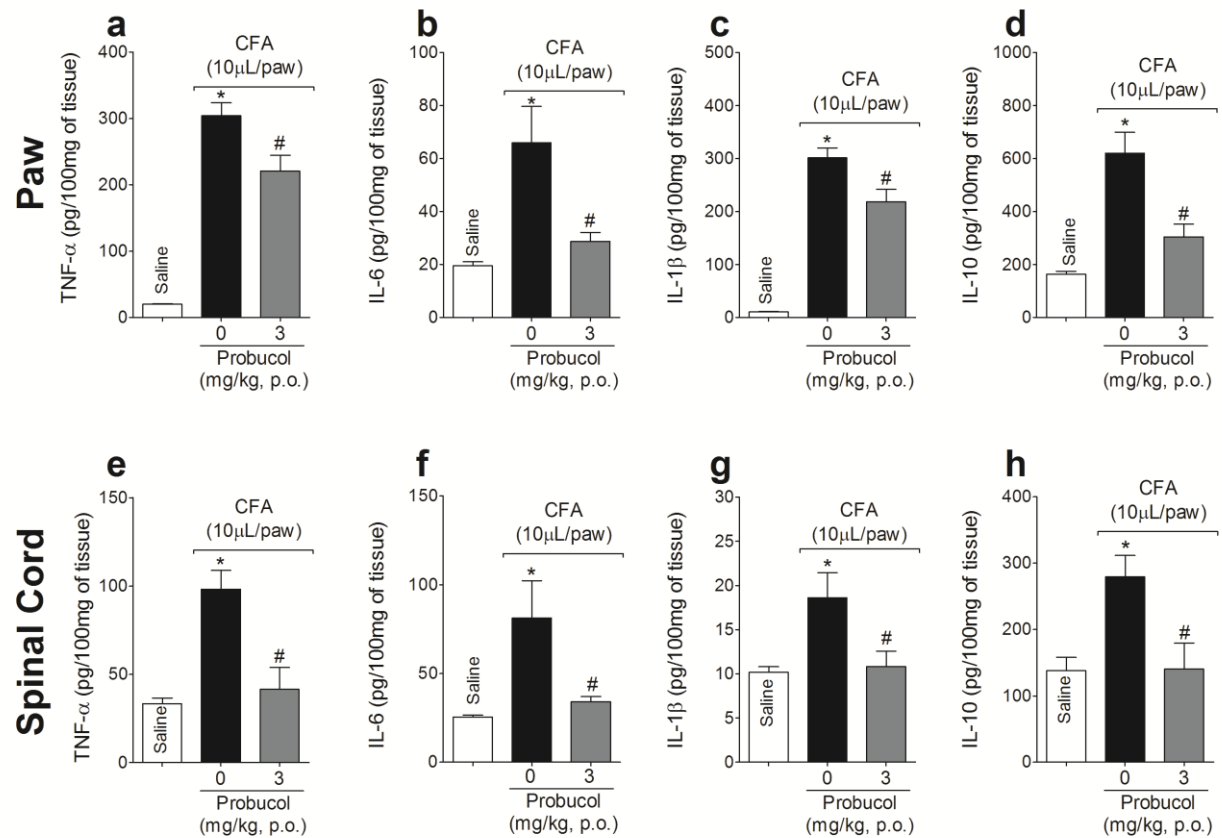 Paw
a
CFA
(10μL/paw)
TNF-α (pg/100mg of tissue)
400
300
200
100
0
Saline
*
#
0 3
Probucol
(mg/kg, p.o.)
b
CFA
(10μL/paw)
IL-6 (pg/100mg of tissue)
80
60
40
20
0
Saline
*
#
0 3
Probucol
(mg/kg, p.o.)
c
CFA
(10μL/paw)
IL-1β (pg/100mg of tissue)
500
400
300
200
100
0
Saline
*
#
0 3
Probucol
(mg/kg, p.o.)
d
CFA
(10μL/paw)
IL-10 (pg/100mg of tissue)
1000
800
600
400
200
0
Saline
*
#
0 3
Probucol
(mg/kg, p.o.)
Spinal Cord
e
CFA
(10μL/paw)
TNF-α (pg/100mg of tissue)
150
100
50
0
Saline
*
#
0 3
Probucol
(mg/kg, p.o.)
f
CFA
(10μL/paw)
IL-6 (pg/100mg of tissue)
150
100
50
0
Saline
*
#
0 3
Probucol
(mg/kg, p.o.)
g
CFA
(10μL/paw)
IL-1β (pg/100mg of tissue)
30
25
20
15
10
5
0
Saline
*
#
0 3
Probucol
(mg/kg, p.o.)
h
CFA
(10μL/paw)
IL-10 (pg/100mg of tissue)
400
300
200
100
0
Saline
*
#
0 3
Probucol
(mg/kg, p.o.)